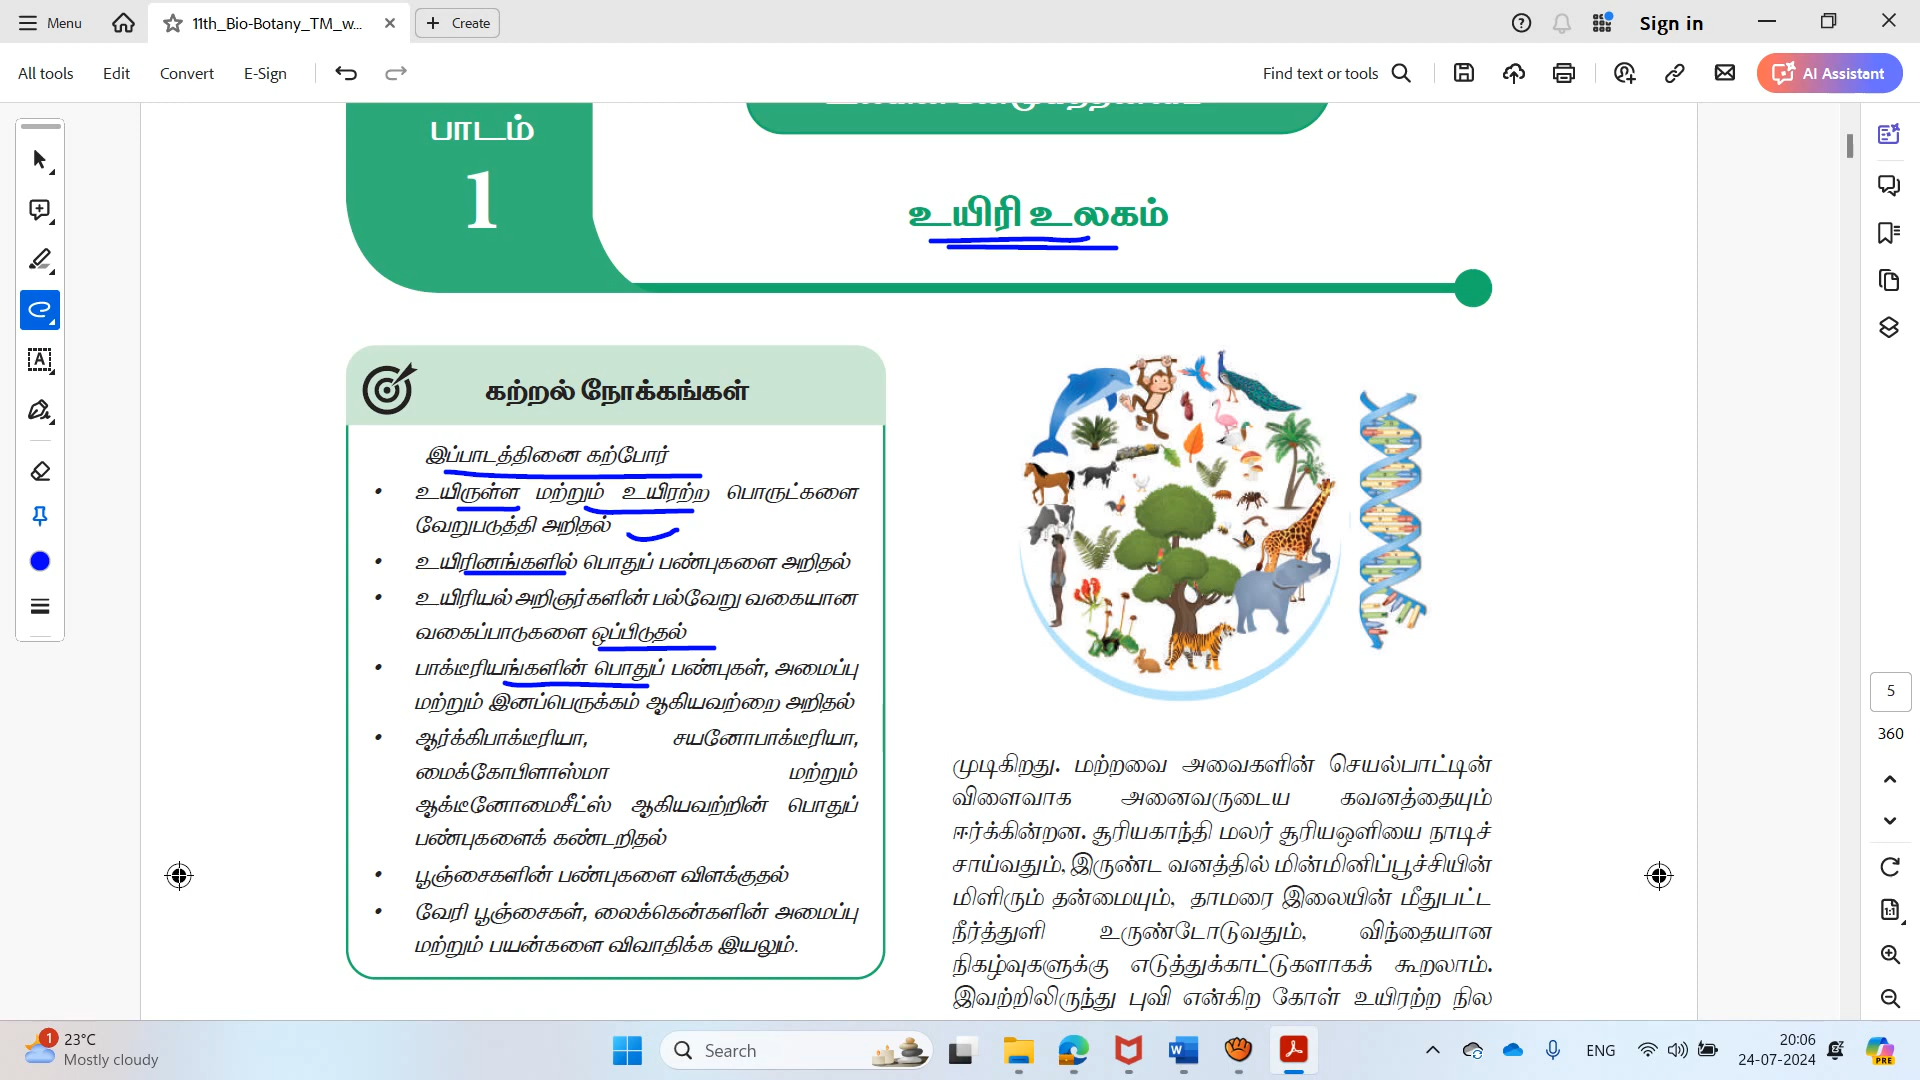 Menu
11th_Bio-Botany_TM_w...
Create
Sign in
All tools
Edit
Convert
E-Sign
Find text or tools
AI Assistant
பாடம்
1
உயிரி உலகம்
கற்றல் நோக்கங்கள்
இப்பாடத்தினை கற்போர்
• உயிருள்ள மற்றும் உயிரற்ற பொருட்களை
வேறுபடுத்தி அறிதல்
• உயிரினங்களில் பொதுப் பண்புகளை அறிதல்
• உயிரியல் அறிஞர்களின் பல்வேறு வகையான
வகைப்பாடுகளை ஒப்பிடுதல்
• பாக்டீரியங்களின் பொதுப் பண்புகள், அமைப்பு
மற்றும் இனப்பெருக்கம் ஆகியவற்றை அறிதல்
• ஆர்க்கிபாக்டீரியா, சயனோபாக்டீரியா,
மைக்கோபிளாஸ்மா மற்றும்
ஆக்டீனோமைசீட்ஸ் ஆகியவற்றின் பொதுப்
பண்புகளைக் கண்டறிதல்
• பூஞ்சைகளின் பண்புகளை விளக்குதல்
• வேரி பூஞ்சைகள், லைக்கென்களின் அமைப்பு
மற்றும் பயன்களை விவாதிக்க இயலும்.
முடிகிறது. மற்றவை அவைகளின் செயல்பாட்டின்
விளைவாக அனைவருடைய கவனத்தையும்
ஈர்க்கின்றன. சூரியகாந்தி மலர் சூரியஒளியை நாடிச்
சாய்வதும், இருண்ட வனத்தில் மின்மினிப்பூச்சியின்
மிளிரும் தன்மையும், தாமரை இலையின் மீதுபட்ட
நீர்த்துளி உருண்டோடுவதும், விந்தையான
நிகழ்வுகளுக்கு எடுத்துக்காட்டுகளாகக் கூறலாம்.
இவற்றிலிருந்து புவி என்கிற கோள் உயிரற்ற நில
5
360
1
23°C
Mostly cloudy
Search
ENG
20:06
24-07-2024
PRE